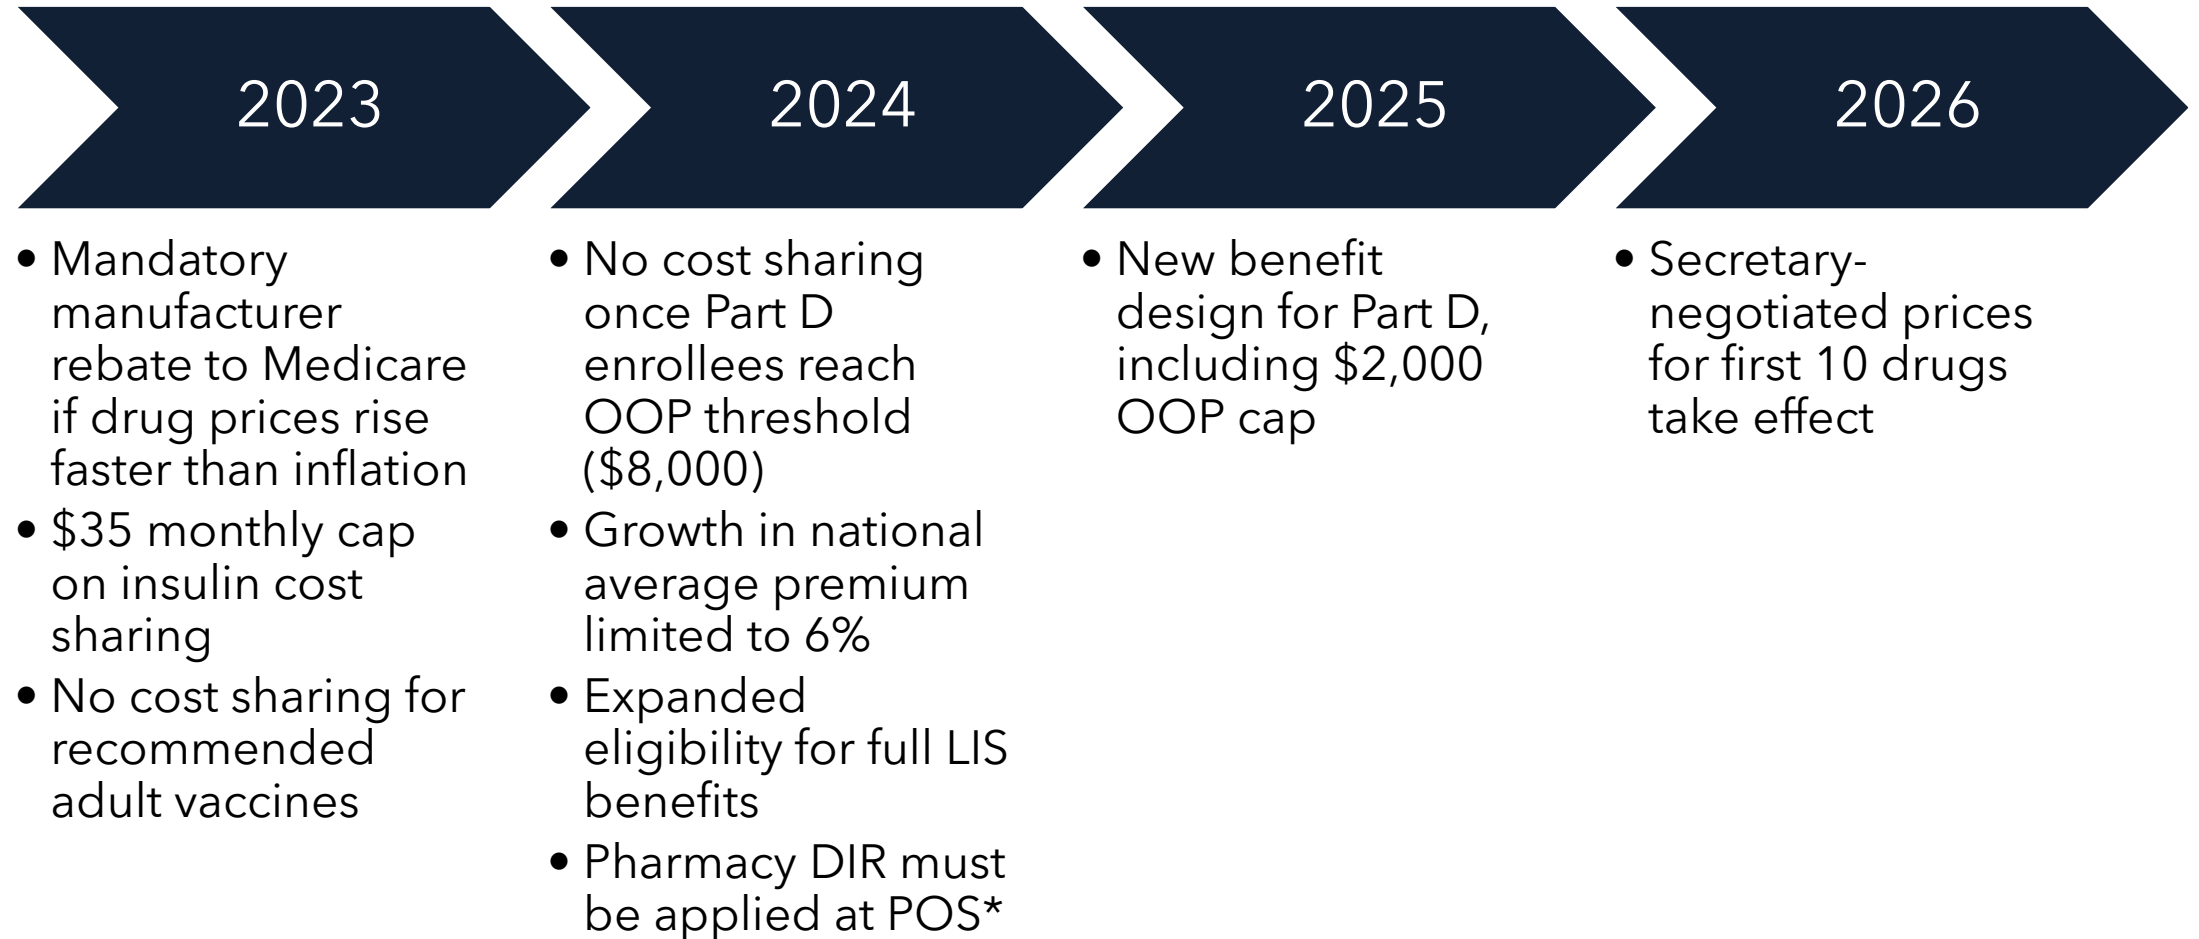 2023
• Mandatory
manufacturer
rebate to Medicare
if drug prices rise
faster than inflation
• $35 monthly cap
on insulin cost
sharing
• No cost sharing for
recommended
adult vaccines
2024
• No cost sharing
once Part D
enrollees reach
OOP threshold
($8,000)
• Growth in national
average premium
limited to 6%
• Expanded
eligibility for full LIS
benefits
• Pharmacy DIR must
be applied at POS*
2025
• New benefit
design for Part D,
including $2,000
OOP cap
2026
• Secretary-
negotiated prices
for first 10 drugs
take effect